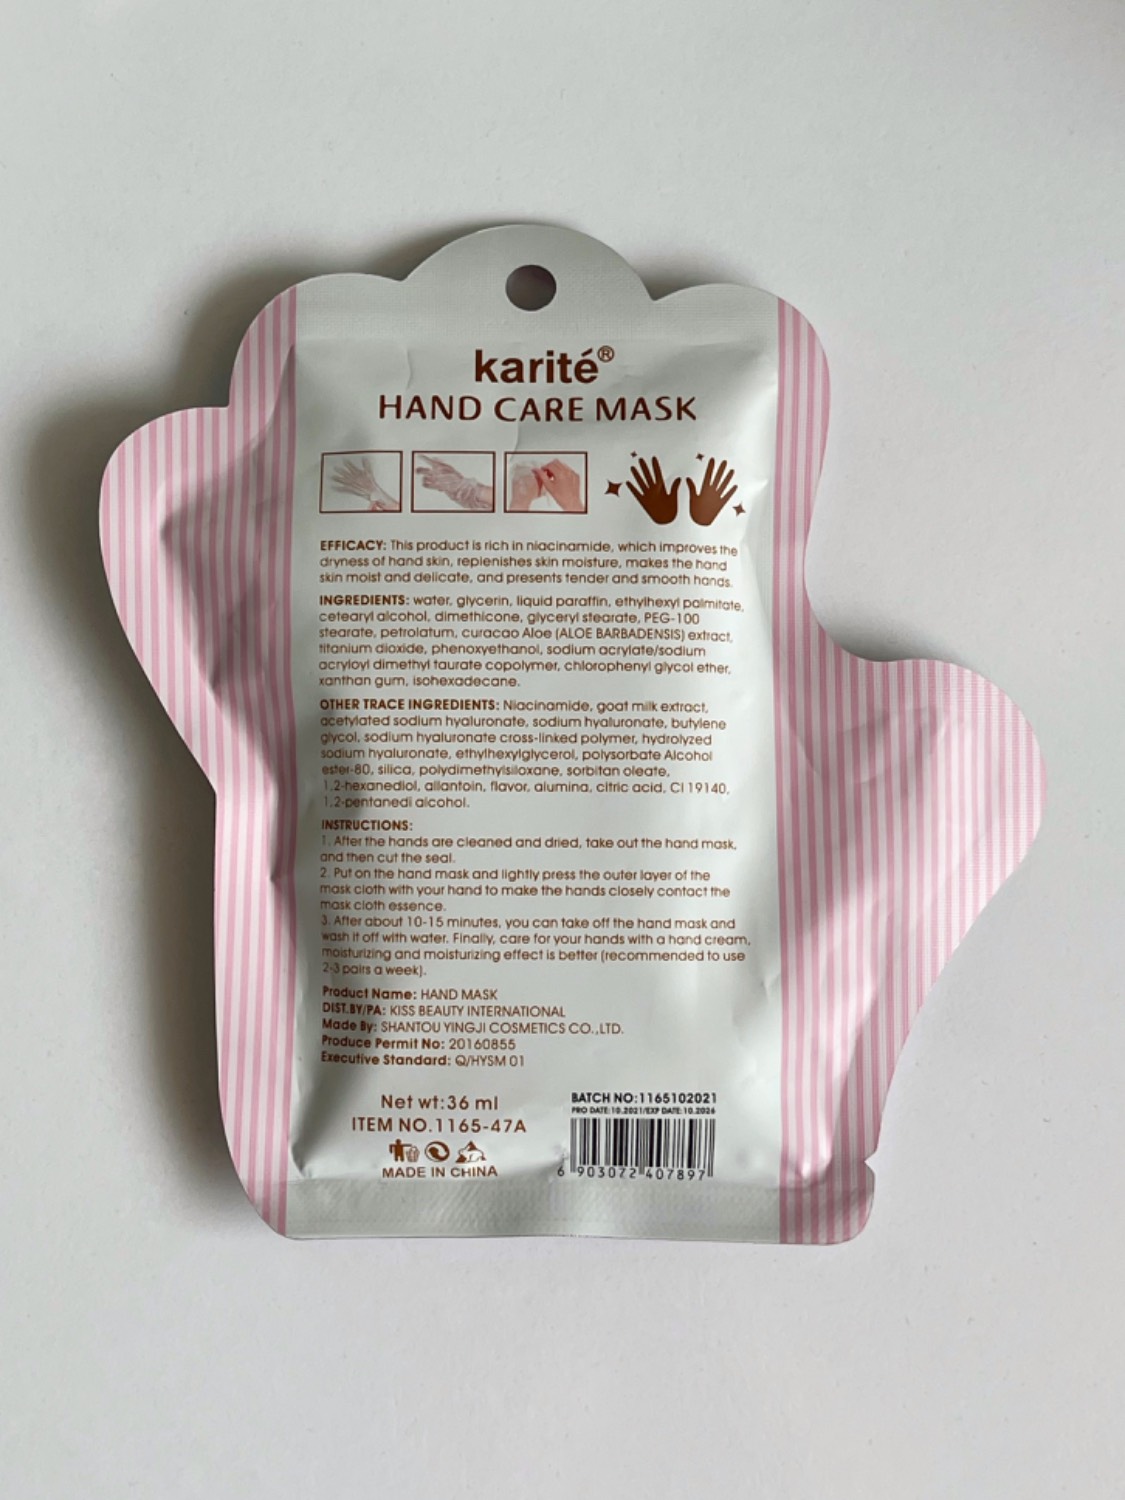 karité®
HAND CARE MASK
EFFICACY: This product is rich in niacinamide, which improves the
dryness of hand skin, replenishes skin moisture, makes the hand
skin moist and delicate, and presents tender and smooth hands.
INGREDIENTS: water, glycerin, liquid paraffin, ethylhexyl palmitate,
cetearyl alcohol, dimethicone, glyceryl stearate, PEG-100
stearate, petrolatum, curacao Aloe (ALOE BARBADENSIS) extract,
titanium dioxide, phenoxyethanol, sodium acrylate/sodium
acryloyl dimethyl taurate copolymer, chlorophenyl glycol ether,
xanthan gum, isohexadecane.
OTHER TRACE INGREDIENTS: Niacinamide, goat milk extract,
acetylated sodium hyaluronate, sodium hyaluronate, butylene
glycol, sodium hyaluronate cross-linked polymer, hydrolyzed
sodium hyaluronate, ethylhexylglycerol, polysorbate Alcohol
ester-80, silica, polydimethylsiloxane, sorbitan oleate,
1,2-hexanediol, allantoin, flavor, alumina, citric acid, CI 19140,
1,2-pentanedi alcohol.
INSTRUCTIONS:
1. After the hands are cleaned and dried, take out the hand mask,
and then cut the seal.
2. Put on the hand mask and lightly press the outer layer of the
mask cloth with your hand to make the hands closely contact the
mask cloth essence.
3. After about 10-15 minutes, you can take off the hand mask and
wash it off with water. Finally, care for your hands with a hand cream,
moisturizing and moisturizing effect is better (recommended to use
2-3 pairs a week).
Product Name: HAND MASK
DIST.BY/PA: KISS BEAUTY INTERNATIONAL
Made By: SHANTOU YINGJI COSMETICS CO.,LTD.
Produce Permit No: 20160855
Executive Standard: Q/HYSM 01
Net wt:36 ml
ITEM NO.1165-47A
MADE IN CHINA
BATCH NO:1165102021
PRO DATE:10.2021/EXP DATE:10.2026
6 903072 407897